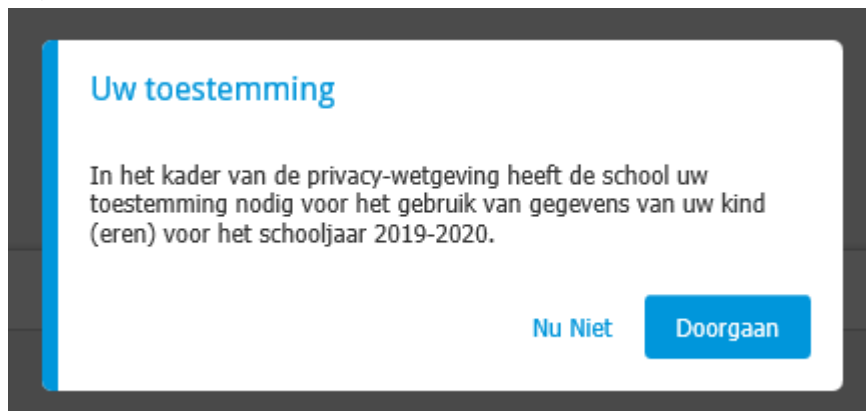 Uw toestemming
In het kader van de privacy-wetgeving heeft de school uw
toestemming nodig voor het gebruik van gegevens van uw kind
(eren) voor het schooljaar 2019-2020.
Nu Niet Doorgaan